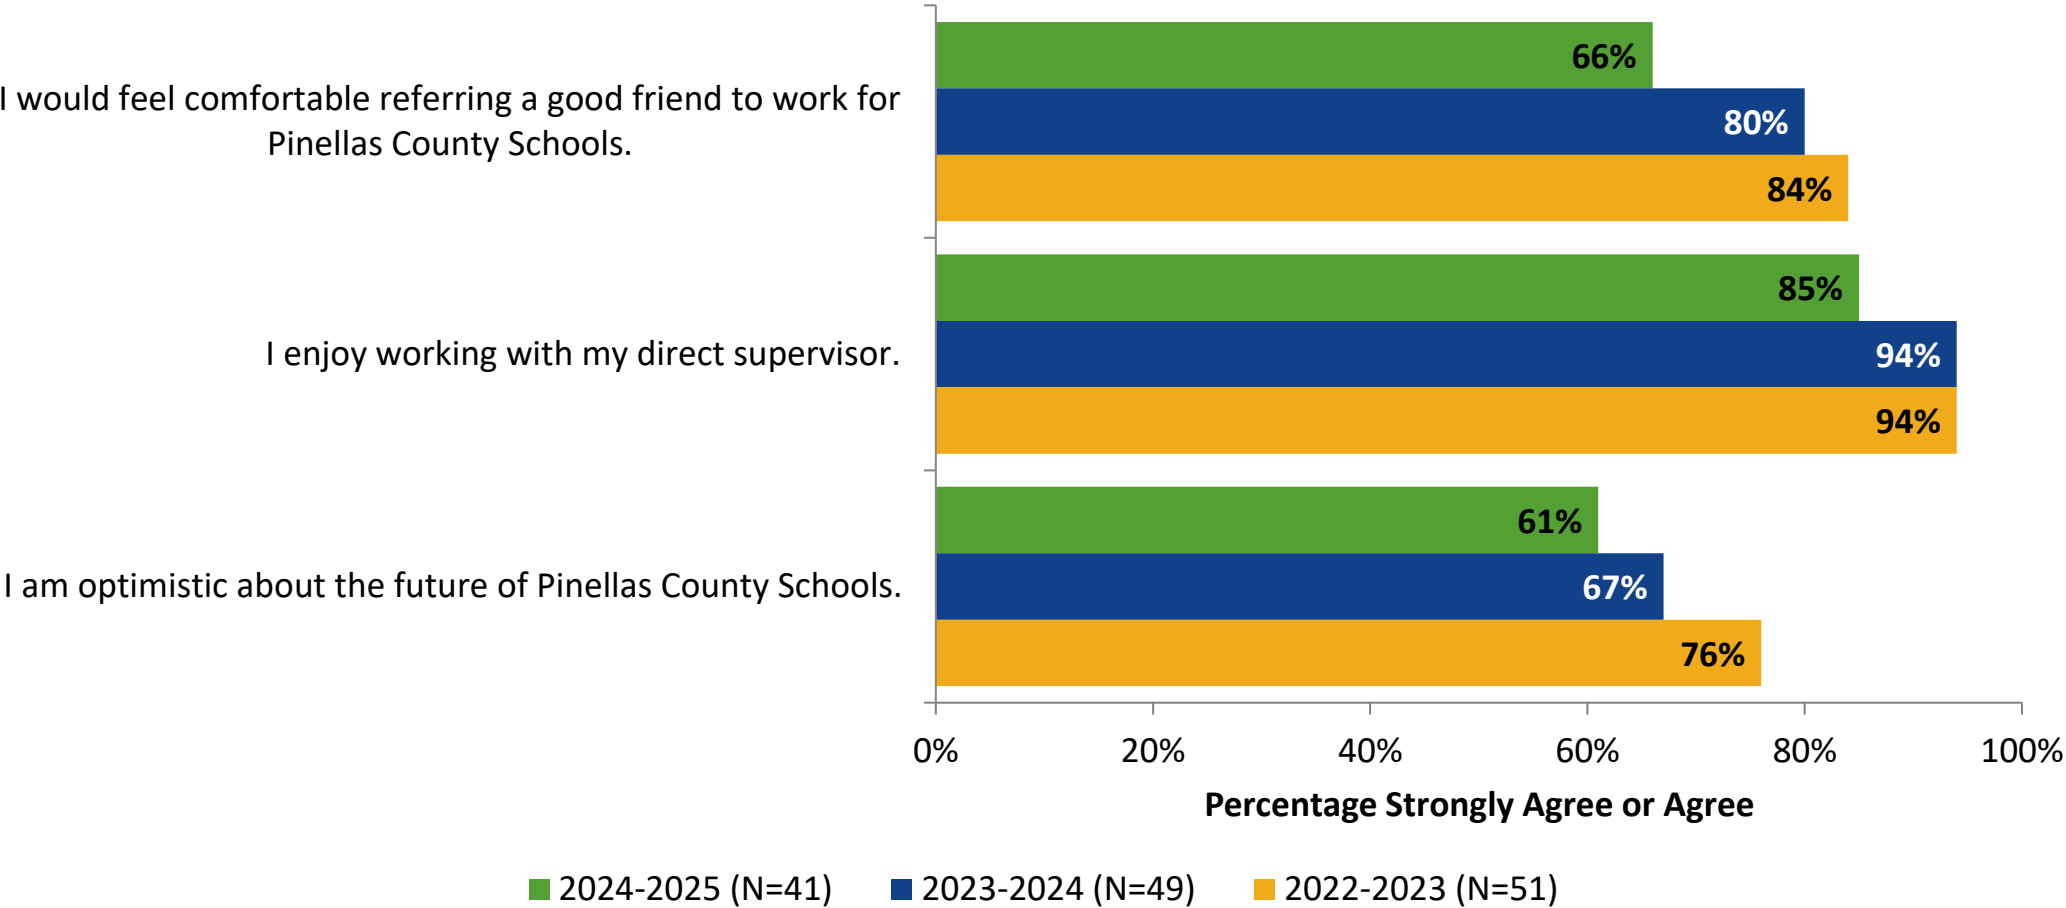 66%
I would feel comfortable referring a good friend to work for
Pinellas County Schools.
80%
84%
85%
I enjoy working with my direct supervisor.
94%
94%
61%
I am optimistic about the future of Pinellas County Schools.
67%
76%
0% 20% 40% 60% 80% 100%
Percentage Strongly Agree or Agree
2024-2025 (N=41) 2023-2024 (N=49) 2022-2023 (N=51)